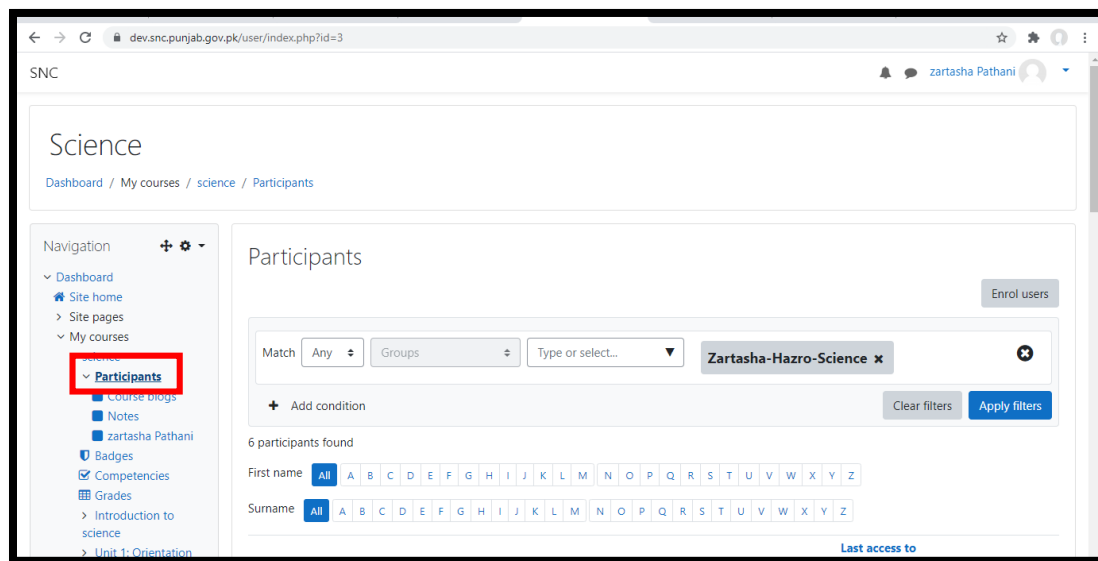 dev.snc.punjab.gov.pk/user/index.php?id=3
SNC
zartasha Pathani
Science
Dashboard / My courses / science / Participants
Navigation
Dashboard
Site home
Site pages
My courses
science
Participants
Course blogs
Notes
zartasha Pathani
Badges
Competencies
Grades
Introduction to
science
Unit 1: Orientation
Participants
Enrol users
Match Any Groups Type or select... Zartasha-Hazro-Science
Add condition Clear filters Apply filters
6 participants found
First name All A B C D E F G H I J K L M N O P Q R S T U V W X Y Z
Surname All A B C D E F G H I J K L M N O P Q R S T U V W X Y Z
Last access to